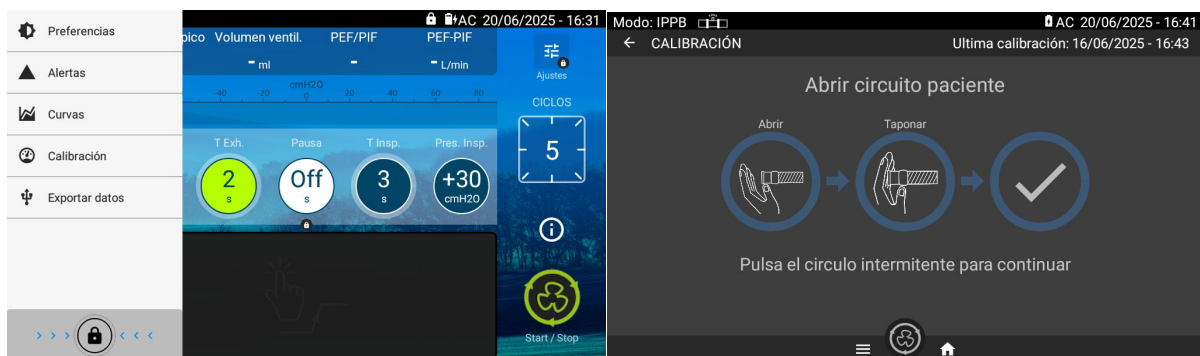 AC 20/06/2025 - 16:31
Preferencias
Alertas
Curvas
Calibración
Exportar datos
pico Volumen ventil. PEF/PIF PEF-PIF
- ml - - L/min
cmH2O
-40 -20 0 20 40 60 80
T Exh. Pausa T Insp. Pres. Insp.
2 Off 3 +30
s s s cmH2O
Ajustes
CICLOS
5
Start / Stop
Modo: IPPB AC 20/06/2025 - 16:41
CALIBRACIÓN Ultima calibración: 16/06/2025 - 16:43
Abrir circuito paciente
Abrir Taponar
Pulsa el circulo intermitente para continuar